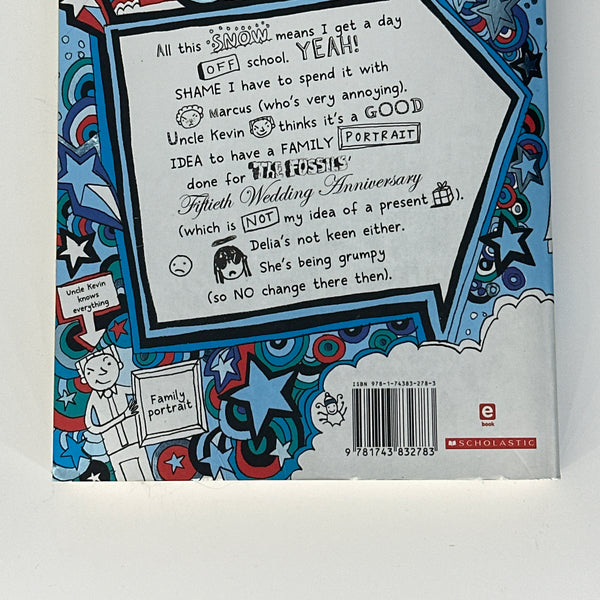 All this SNOW means I get a day
OFF school. YEAH!
SHAME I have to spend it with
Marcus (who's very annoying).
Uncle Kevin thinks it's a GOOD
IDEA to have a FAMILY PORTRAIT
done for 'THE FOSSILS'
Fiftieth Wedding Anniversary
(which is NOT my idea of a present).
Delia's not keen either.
She's being grumpy
(so NO change there then).
Uncle Kevin
knows
everything
Family
portrait
ISBN 978-1-74383-278-3
9 781743 832783
e
book
SCHOLASTIC